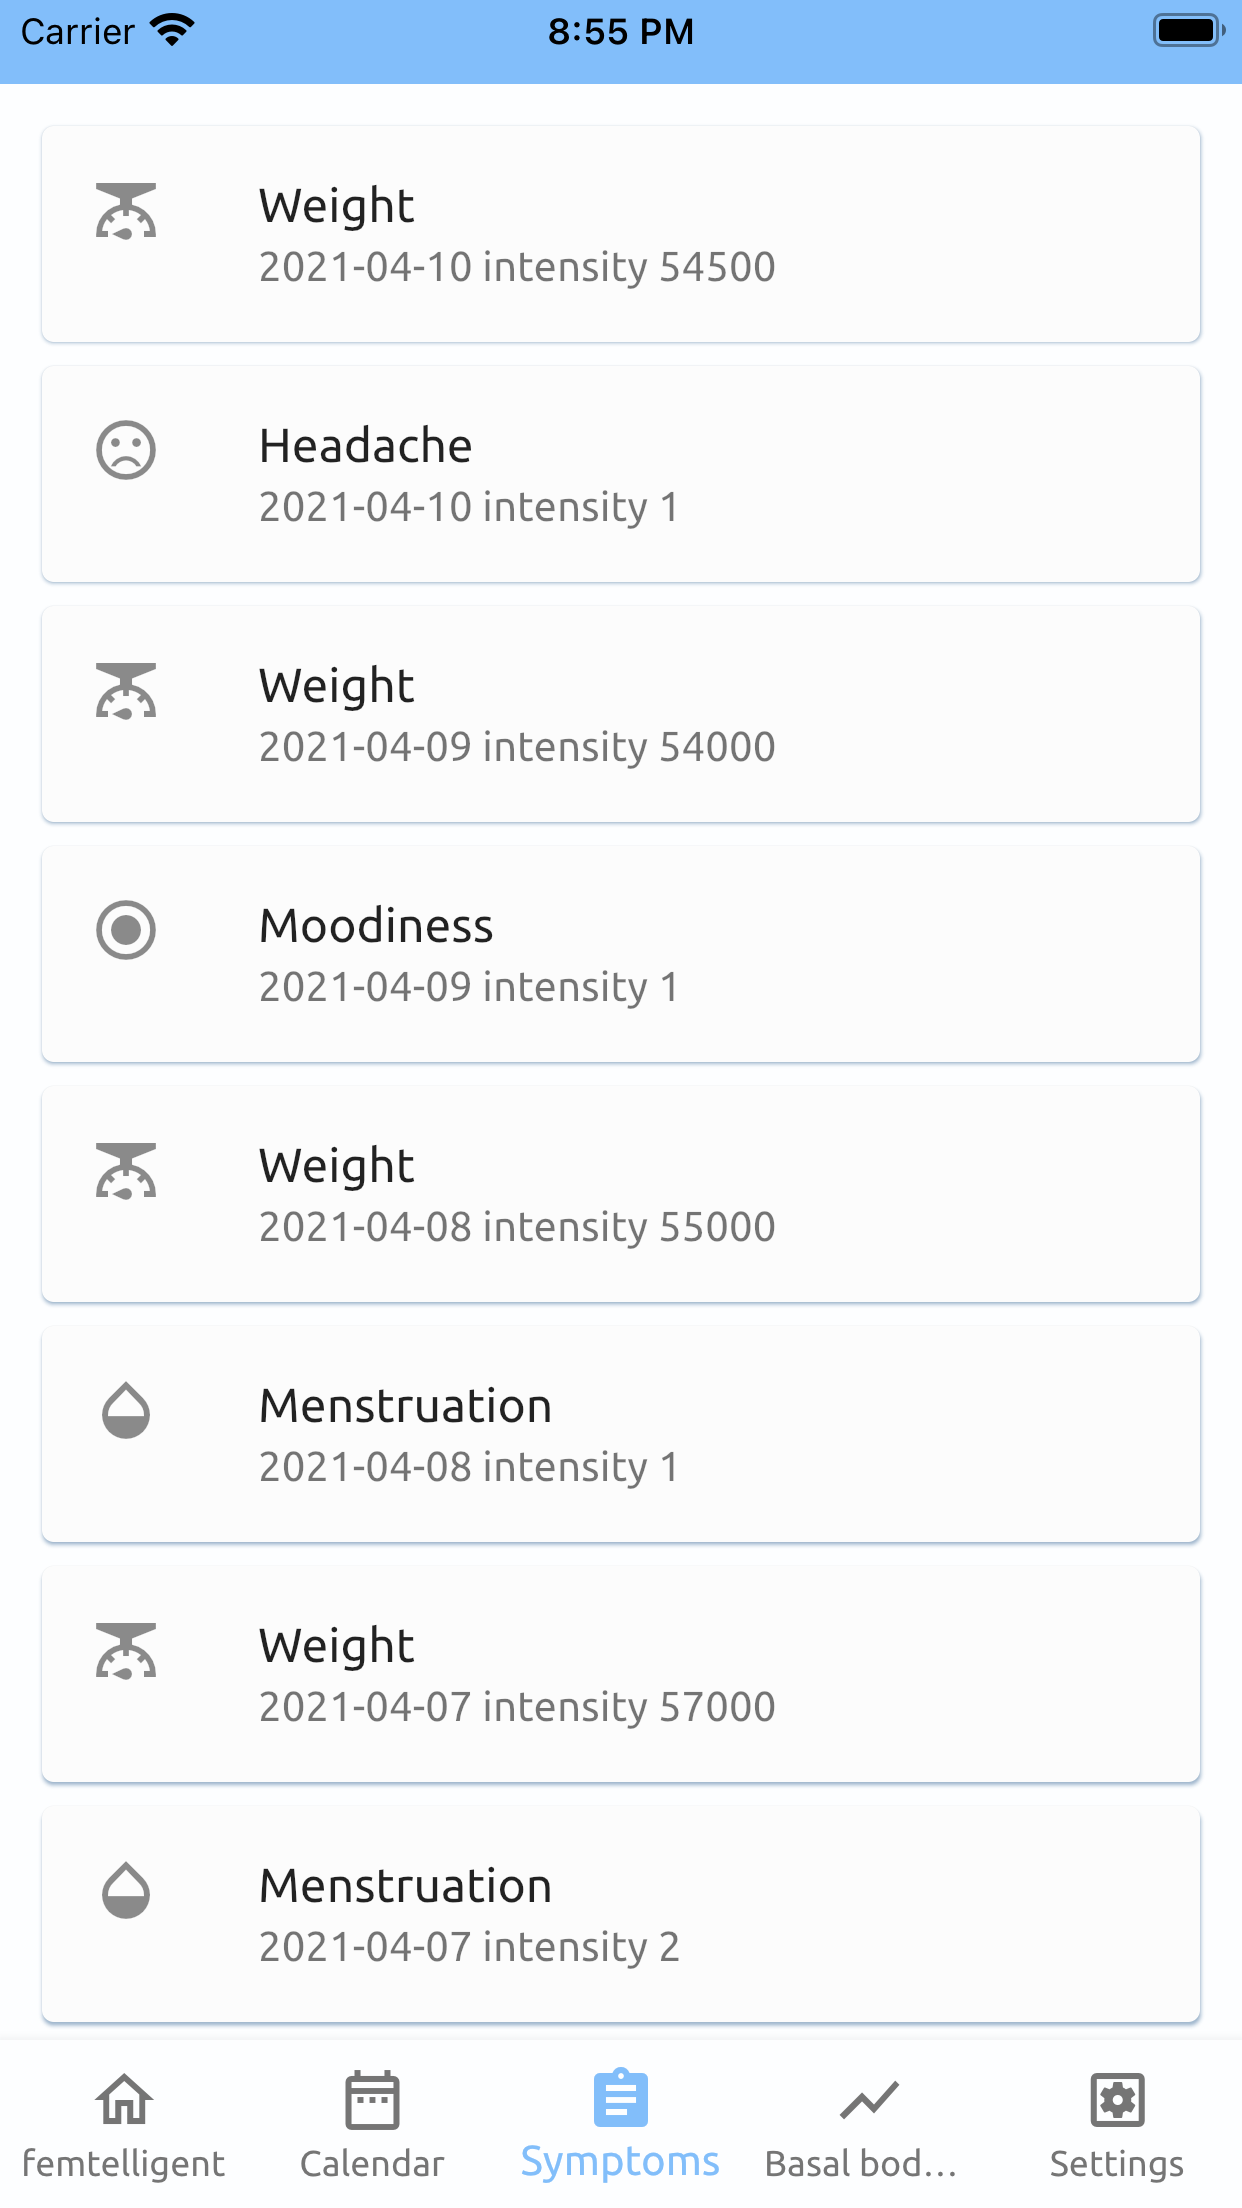 Carrier 8:55 PM
Weight
2021-04-10 intensity 54500
Headache
2021-04-10 intensity 1
Weight
2021-04-09 intensity 54000
Moodiness
2021-04-09 intensity 1
Weight
2021-04-08 intensity 55000
Menstruation
2021-04-08 intensity 1
Weight
2021-04-07 intensity 57000
Menstruation
2021-04-07 intensity 2
femtelligent Calendar Symptoms Basal bod... Settings